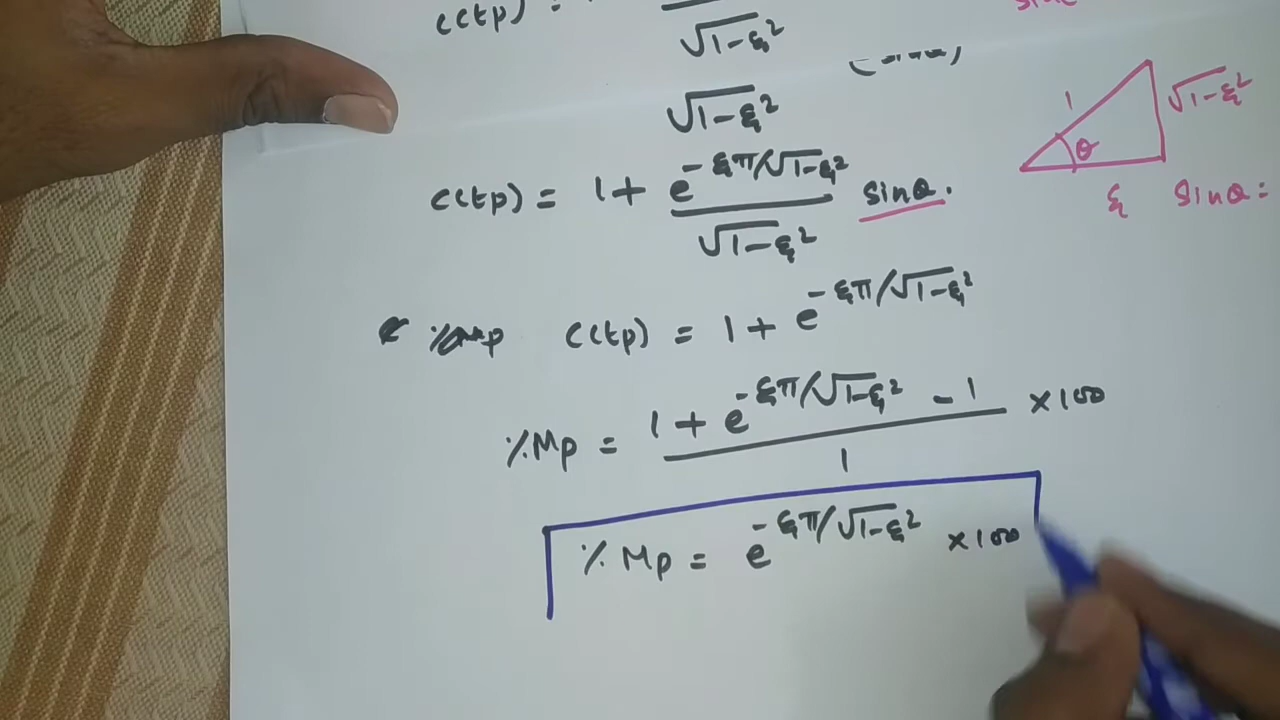 c(tp) =
√1-ξ²
√1-ξ²
1
√1-ξ²
θ
ξ
sinθ =
c(tp) = 1 + e^-ξπ/√1-ξ² / √1-ξ² sinθ.
%Mp c(tp) = 1 + e^-ξπ/√1-ξ²
%Mp = 1 + e^-ξπ/√1-ξ² - 1 / 1 ×100
% Mp = e^-ξπ/√1-ξ² ×100